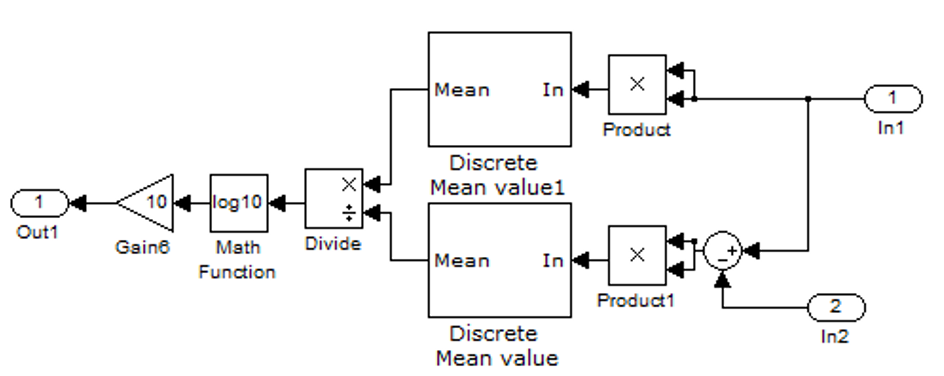 Mean In
×
Product
1
In1
Discrete
Mean value1
1
Out1
10
Gain6
log10
Math
Function
×
÷
Divide
Mean In
×
Product1
+
−
2
In2
Discrete
Mean value